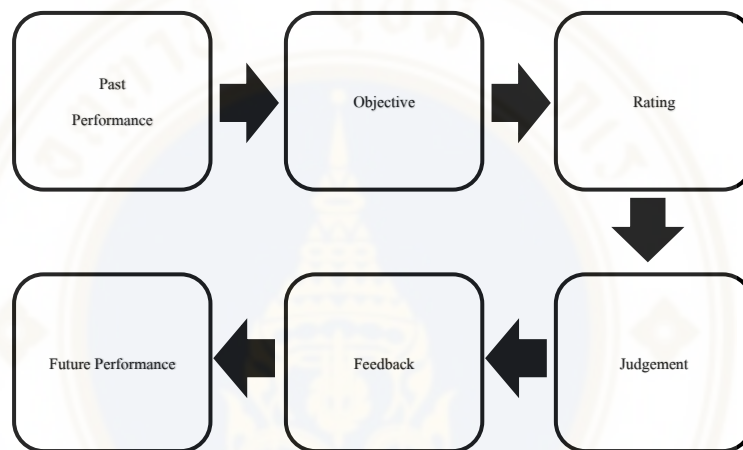 Past
Performance
Objective
Rating
Judgement
Feedback
Future Performance